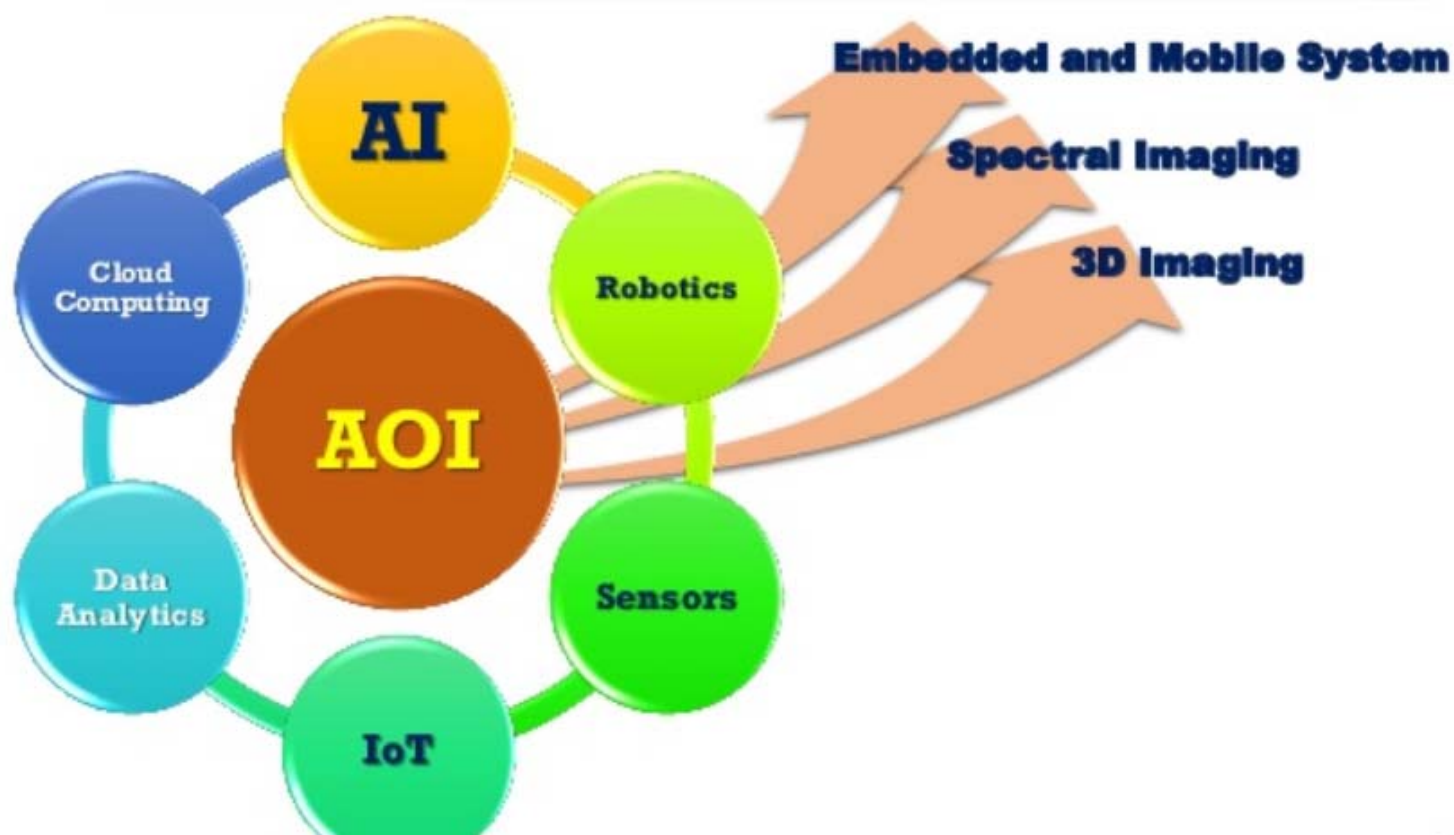 Embedded and Mobile System
AI
Spectral Imaging
3D Imaging
Cloud
Computing
Robotics
AOI
Data
Analytics
Sensors
IoT